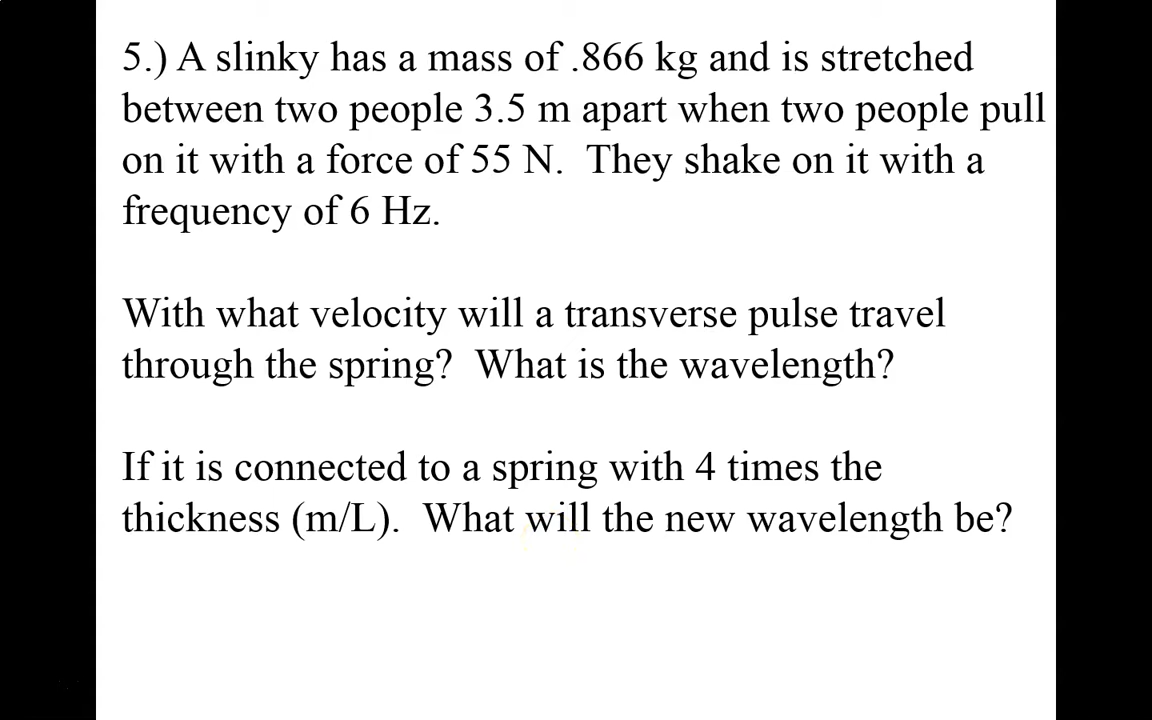 5.) A slinky has a mass of .866 kg and is stretched
between two people 3.5 m apart when two people pull
on it with a force of 55 N.  They shake on it with a
frequency of 6 Hz.
With what velocity will a transverse pulse travel
through the spring?  What is the wavelength?
If it is connected to a spring with 4 times the
thickness (m/L).  What will the new wavelength be?